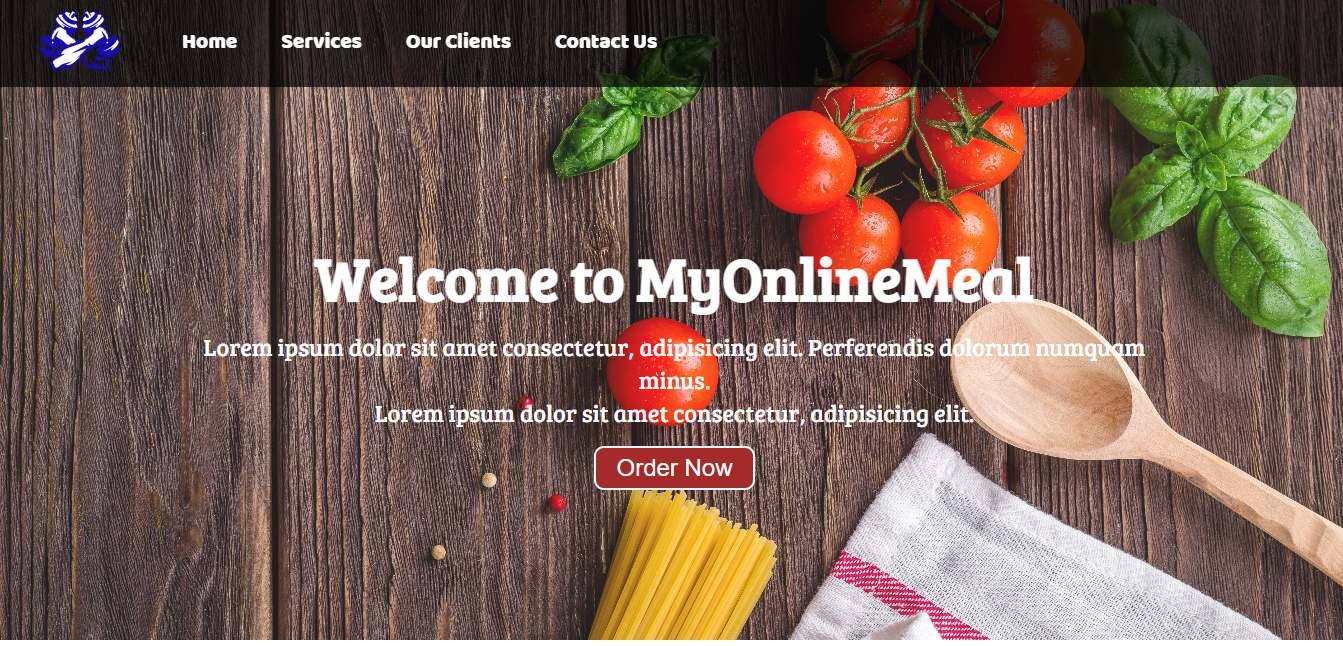 Home Services Our Clients Contact Us
Welcome to MyOnlineMeal
Lorem ipsum dolor sit amet consectetur, adipisicing elit. Perferendis dolorum numquam
minus.
Lorem ipsum dolor sit amet consectetur, adipisicing elit.
Order Now